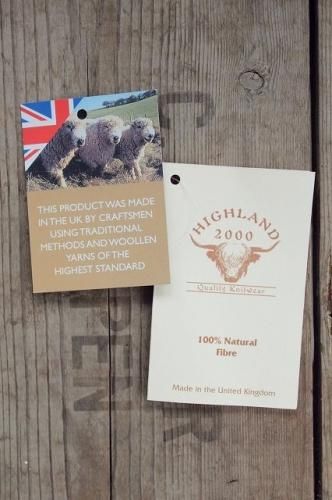 THIS PRODUCT WAS MADE
IN THE UK BY CRAFTSMEN
USING TRADITIONAL
METHODS AND WOOLLEN
YARNS OF THE
HIGHEST STANDARD
HIGHLAND
2000
Quality Knitwear
100% Natural
Fibre
Made in the United Kingdom
PEN